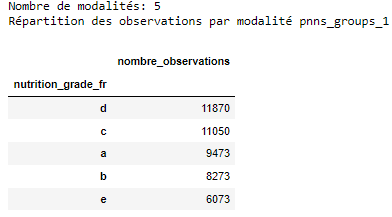 Nombre de modalités: 5
Répartition des observations par modalité pnns_groups_1
nombre_observations
nutrition_grade_fr
d 11870
c 11050
a 9473
b 8273
e 6073